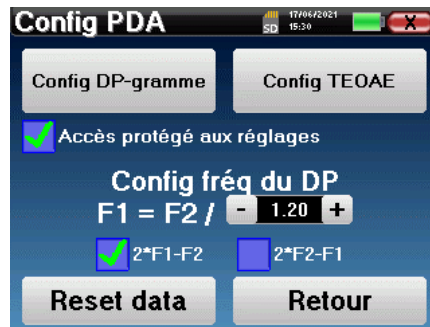 Config PDA
SD
17/06/2021
15:30
X
Config DP-gramme
Config TEOAE
Accès protégé aux réglages
Config fréq du DP
F1 = F2 / - 1.20 +
2*F1-F2
2*F2-F1
Reset data
Retour